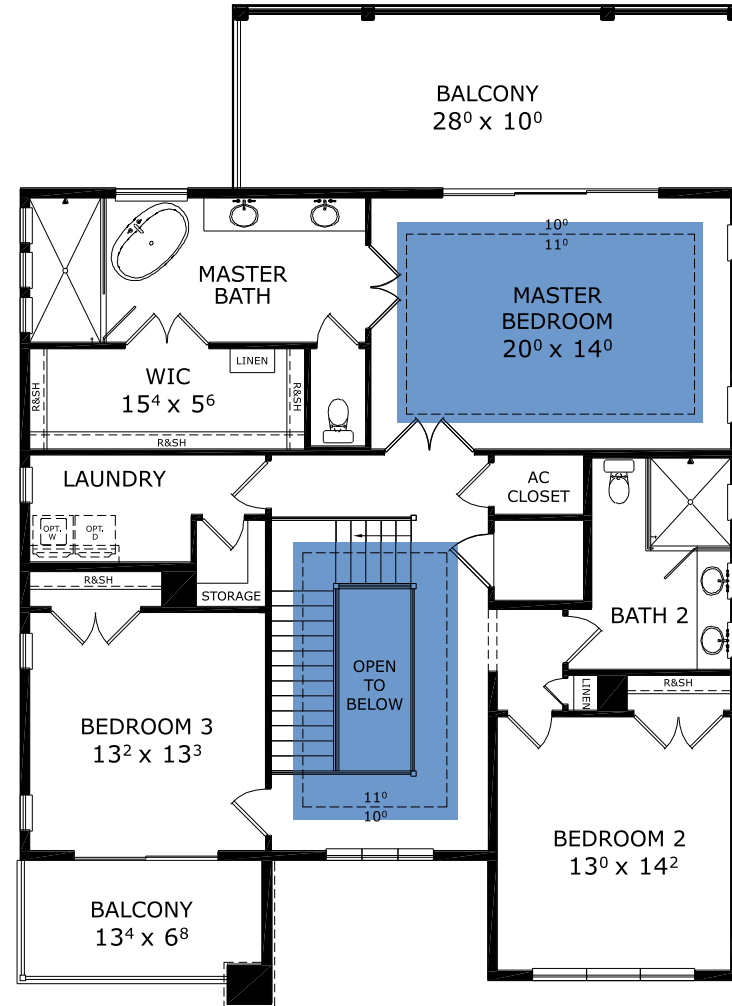 BALCONY
28⁰ x 10⁰
10⁰
11⁰
MASTER
BATH
MASTER
BEDROOM
20⁰ x 14⁰
LINEN
WIC
15⁴ x 5⁶
R&SH
R&SH
R&SH
LAUNDRY
AC
CLOSET
OPT.
W
OPT.
D
R&SH
STORAGE
BATH 2
OPEN
TO
BELOW
LINEN
R&SH
BEDROOM 3
13² x 13³
11⁰
10⁰
BEDROOM 2
13⁰ x 14²
BALCONY
13⁴ x 6⁸